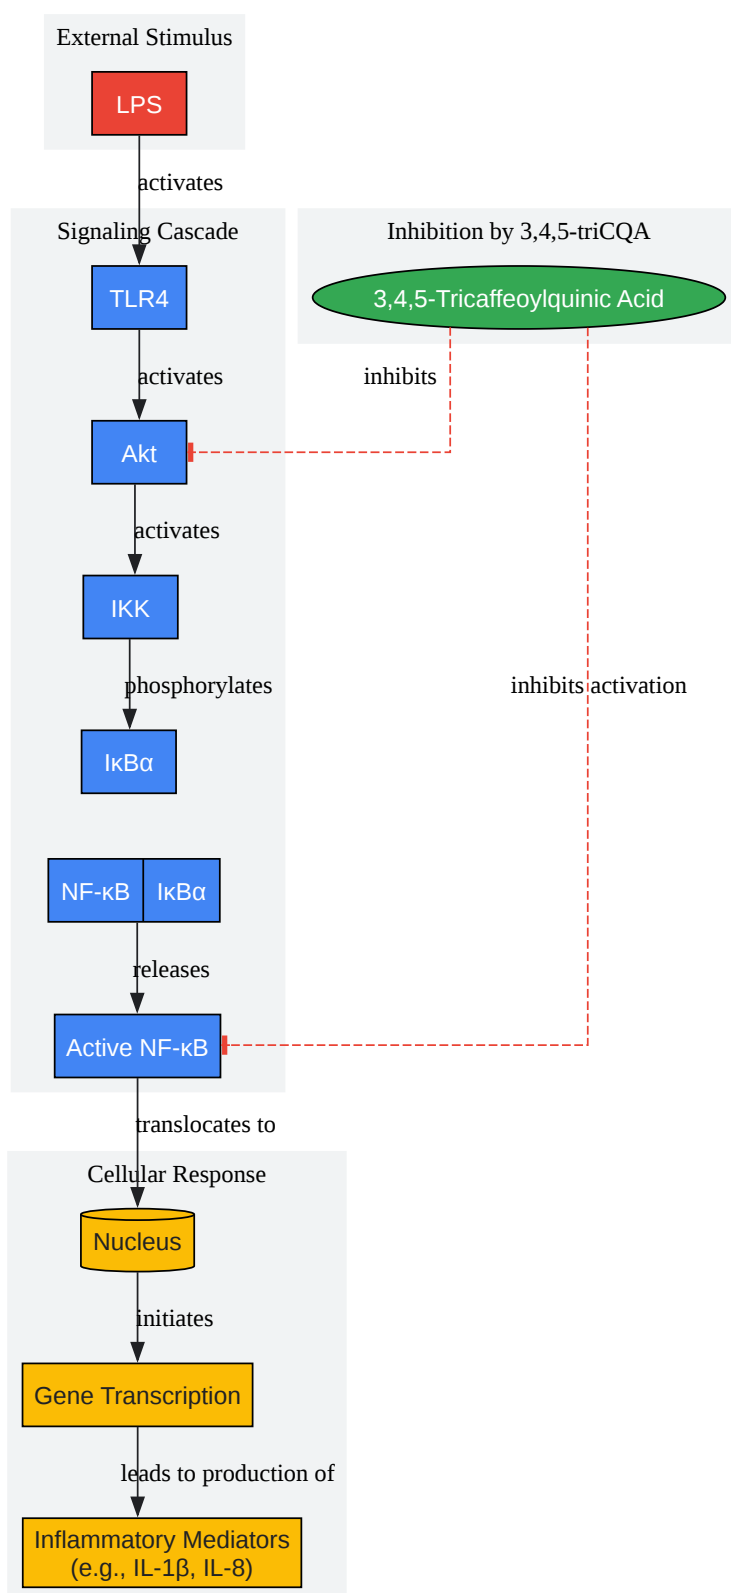 External Stimulus
LPS
activates
Signaling Cascade
Inhibition by 3,4,5-triCQA
TLR4
3,4,5-Tricaffeoylquinic Acid
activates
inhibits
Akt
activates
IKK
phosphorylates
inhibits activation
IκBα
NF-κB
IκBα
releases
Active NF-κB
translocates to
Cellular Response
Nucleus
initiates
Gene Transcription
leads to production of
Inflammatory Mediators
(e.g., IL-1β, IL-8)